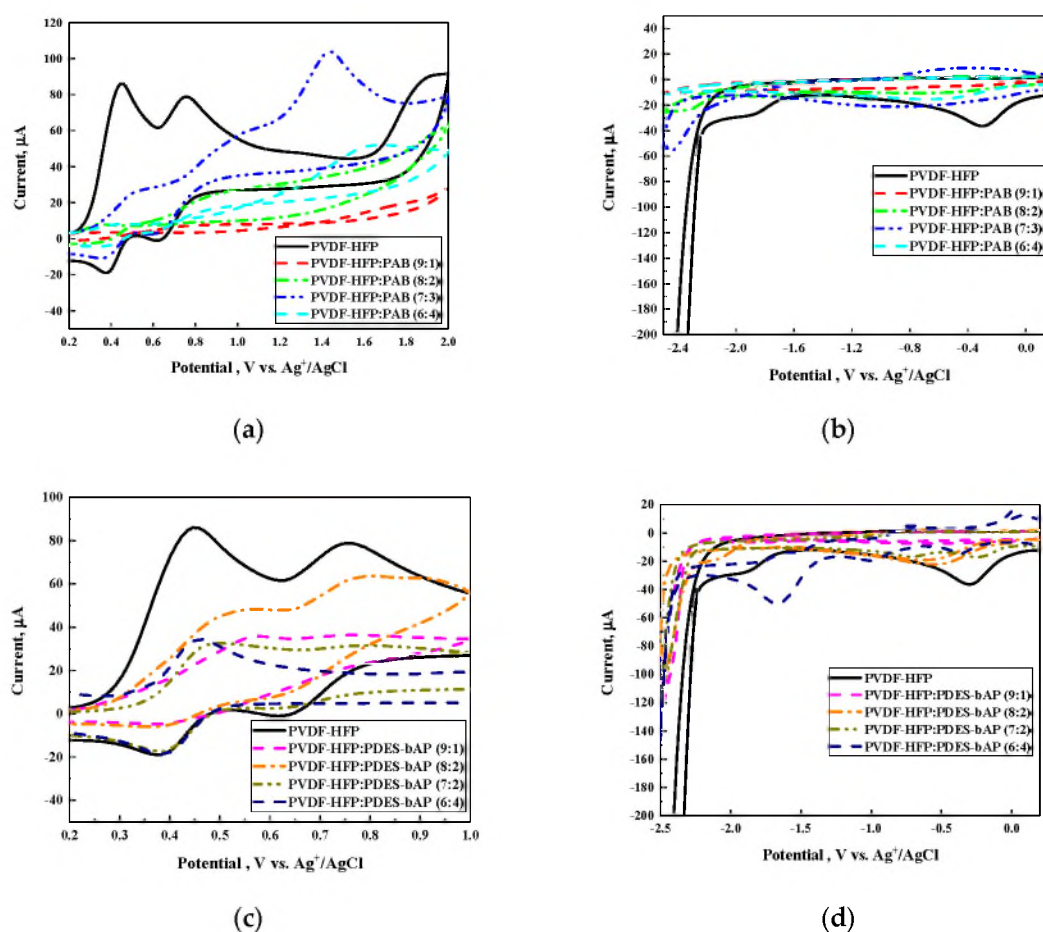 120
100
80
60
40
20
0
-20
-40
Current, µA
0.2 0.4 0.6 0.8 1.0 1.2 1.4 1.6 1.8 2.0
Potential , V vs. Ag⁺/AgCl
PVDF-HFP
PVDF-HFP:PAB (9:1)
PVDF-HFP:PAB (8:2)
PVDF-HFP:PAB (7:3)
PVDF-HFP:PAB (6:4)
(a)
40
20
0
-20
-40
-60
-80
-100
-120
-140
-160
-180
-200
Current, µA
-2.4 -2.0 -1.6 -1.2 -0.8 -0.4 0.0
Potential , V vs. Ag⁺/AgCl
PVDF-HFP
PVDF-HFP:PAB (9:1)
PVDF-HFP:PAB (8:2)
PVDF-HFP:PAB (7:3)
PVDF-HFP:PAB (6:4)
(b)
100
80
60
40
20
0
-20
-40
Current, µA
0.2 0.3 0.4 0.5 0.6 0.7 0.8 0.9 1.0
Potential , V vs. Ag⁺/AgCl
PVDF-HFP
PVDF-HFP:PDES-bAP (9:1)
PVDF-HFP:PDES-bAP (8:2)
PVDF-HFP:PDES-bAP (7:2)
PVDF-HFP:PDES-bAP (6:4)
(c)
20
0
-20
-40
-60
-80
-100
-120
-140
-160
-180
-200
Current, µA
-2.5 -2.0 -1.5 -1.0 -0.5 0.0
Potential , V vs. Ag⁺/AgCl
PVDF-HFP
PVDF-HFP:PDES-bAP (9:1)
PVDF-HFP:PDES-bAP (8:2)
PVDF-HFP:PDES-bAP (7:2)
PVDF-HFP:PDES-bAP (6:4)
(d)